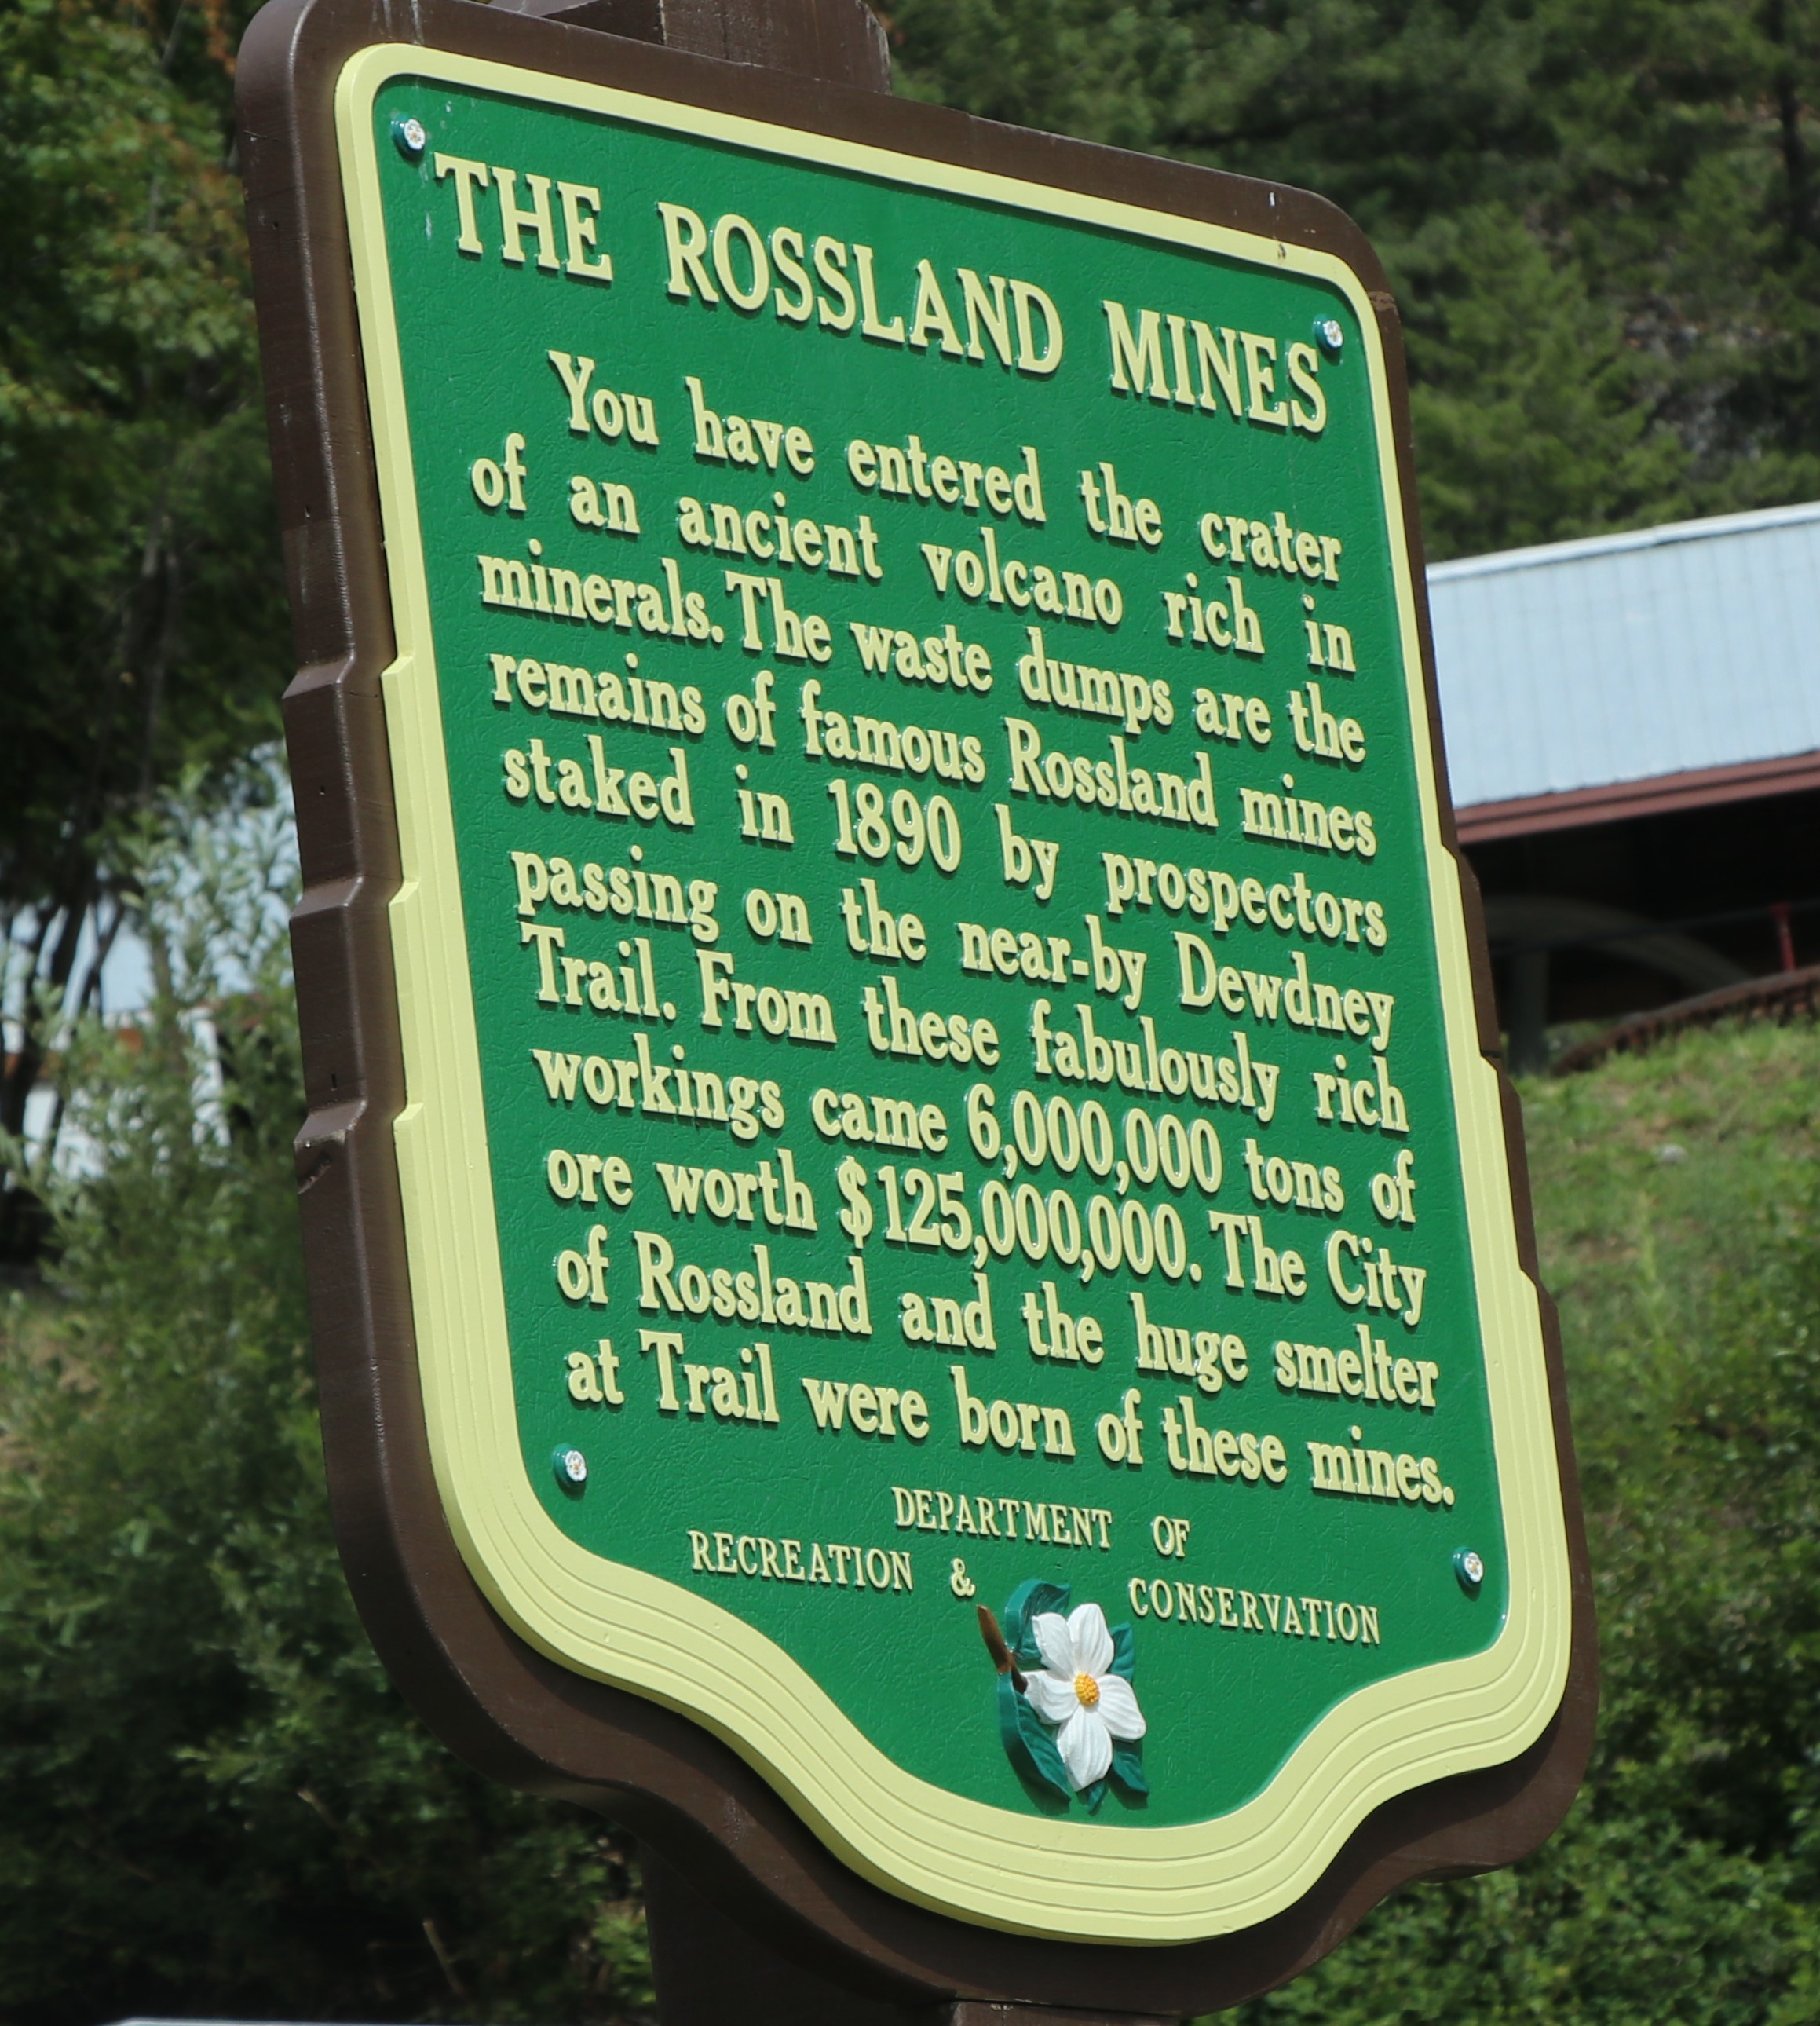 THE ROSSLAND MINES
You have entered the crater
of an ancient volcano rich in
minerals. The waste dumps are the
remains of famous Rossland mines
staked in 1890 by prospectors
passing on the near-by Dewdney
Trail. From these fabulously rich
workings came 6,000,000 tons of
ore worth $125,000,000. The City
of Rossland and the huge smelter
at Trail were born of these mines.
DEPARTMENT OF
RECREATION & CONSERVATION